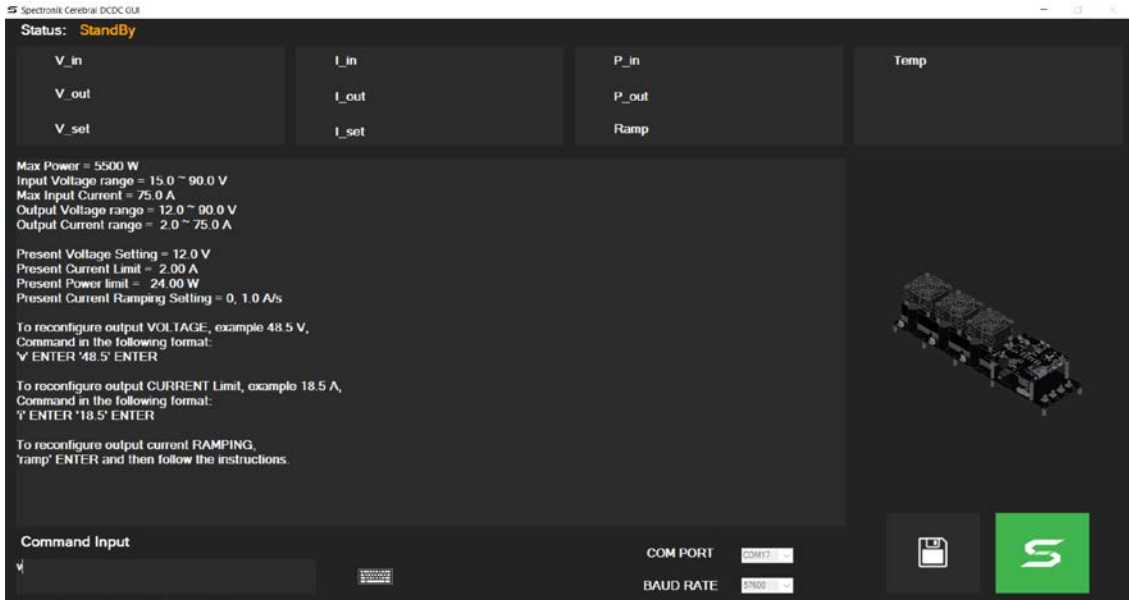 Spectronik Cerebral DCDC GUI
Status: StandBy
V_in I_in P_in Temp
V_out I_out P_out
V_set I_set Ramp
Max Power = 5500 W
Input Voltage range = 15.0 ~ 90.0 V
Max Input Current = 75.0 A
Output Voltage range = 12.0 ~ 90.0 V
Output Current range = 2.0 ~ 75.0 A
Present Voltage Setting = 12.0 V
Present Current Limit = 2.00 A
Present Power limit = 24.00 W
Present Current Ramping Setting = 0, 1.0 A/s
To reconfigure output VOLTAGE, example 48.5 V,
Command in the following format:
'v' ENTER '48.5' ENTER
To reconfigure output CURRENT Limit, example 18.5 A,
Command in the following format:
'i' ENTER '18.5' ENTER
To reconfigure output current RAMPING,
'ramp' ENTER and then follow the instructions.
Command Input
v
COM PORT COM17
BAUD RATE 57600